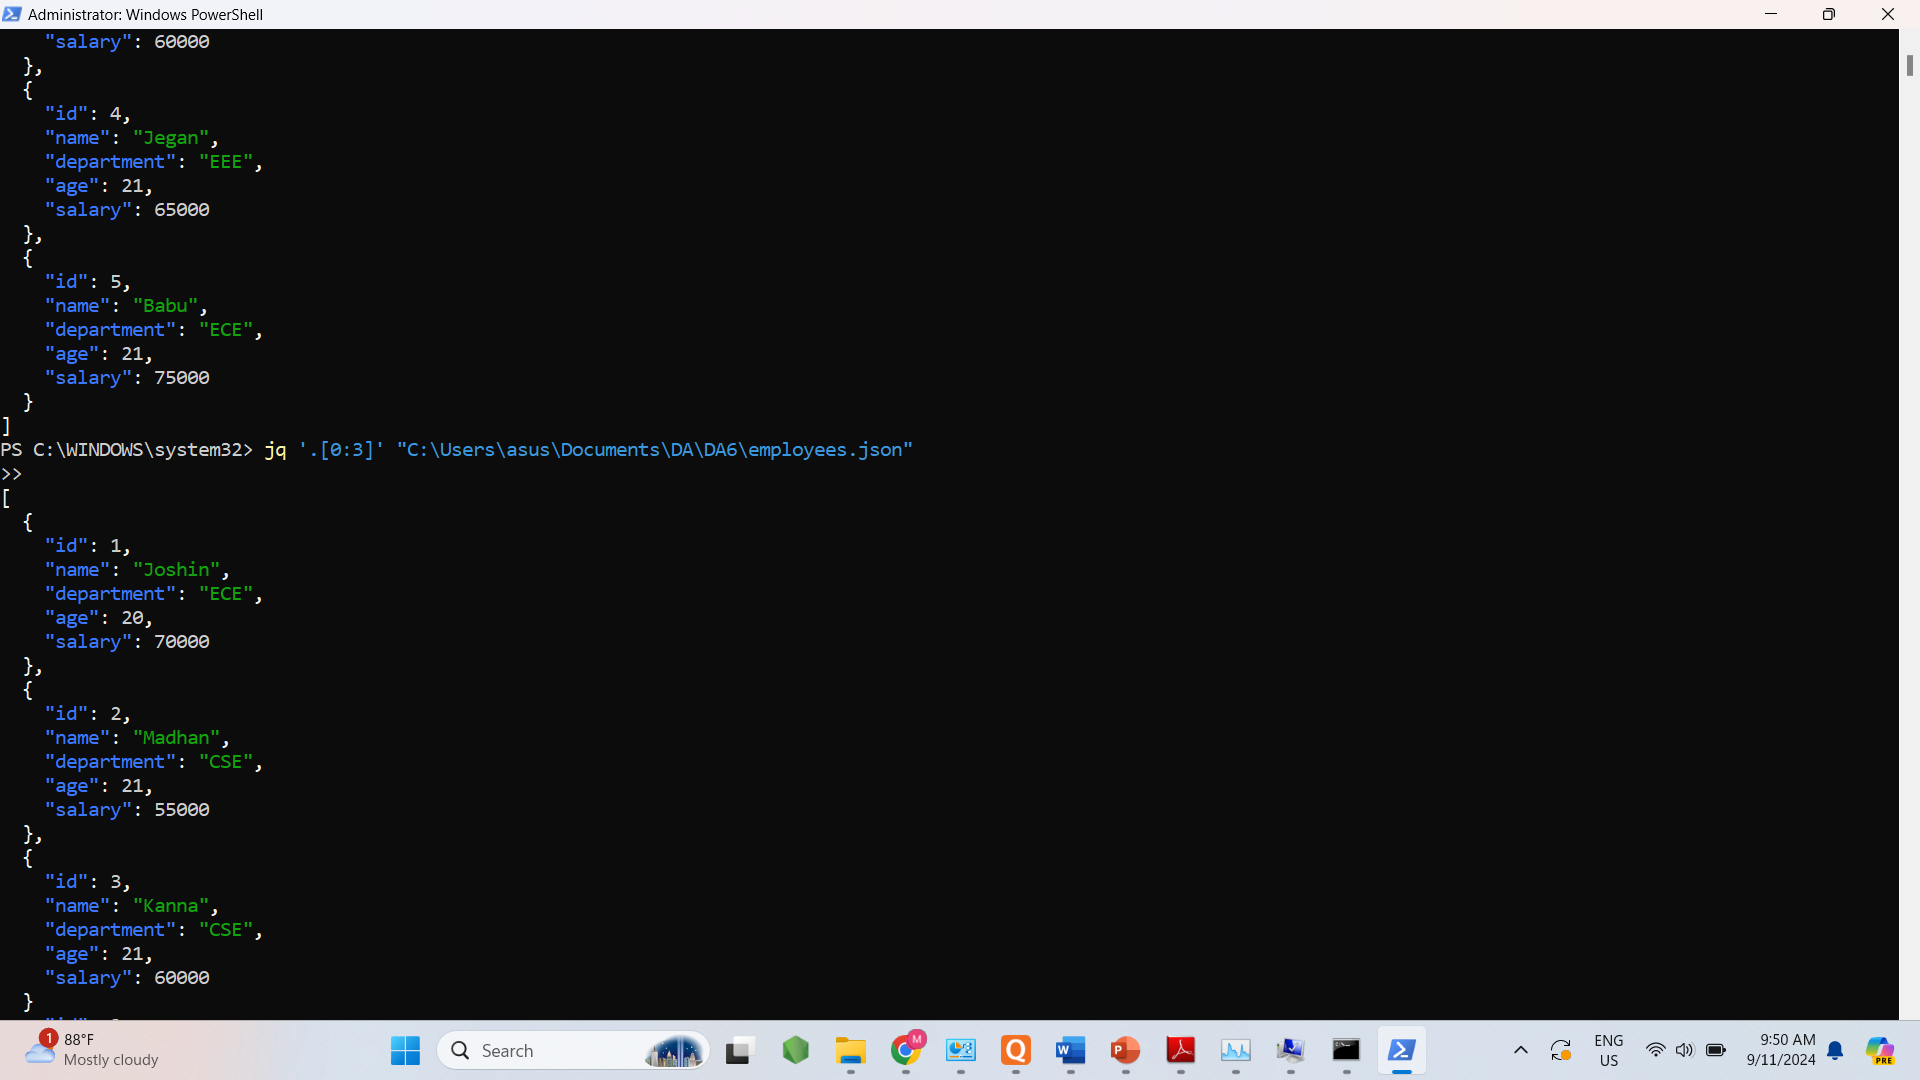 Administrator: Windows PowerShell
    "salary": 60000
  },
  {
    "id": 4,
    "name": "Jegan",
    "department": "EEE",
    "age": 21,
    "salary": 65000
  },
  {
    "id": 5,
    "name": "Babu",
    "department": "ECE",
    "age": 21,
    "salary": 75000
  }
]
PS C:\WINDOWS\system32> jq '.[0:3]' "C:\Users\asus\Documents\DA\DA6\employees.json"
>>
[
  {
    "id": 1,
    "name": "Joshin",
    "department": "ECE",
    "age": 20,
    "salary": 70000
  },
  {
    "id": 2,
    "name": "Madhan",
    "department": "CSE",
    "age": 21,
    "salary": 55000
  },
  {
    "id": 3,
    "name": "Kanna",
    "department": "CSE",
    "age": 21,
    "salary": 60000
  }
1
88°F
Mostly cloudy
Search
M
Q
W
P
ENG
US
9:50 AM
9/11/2024
PRE